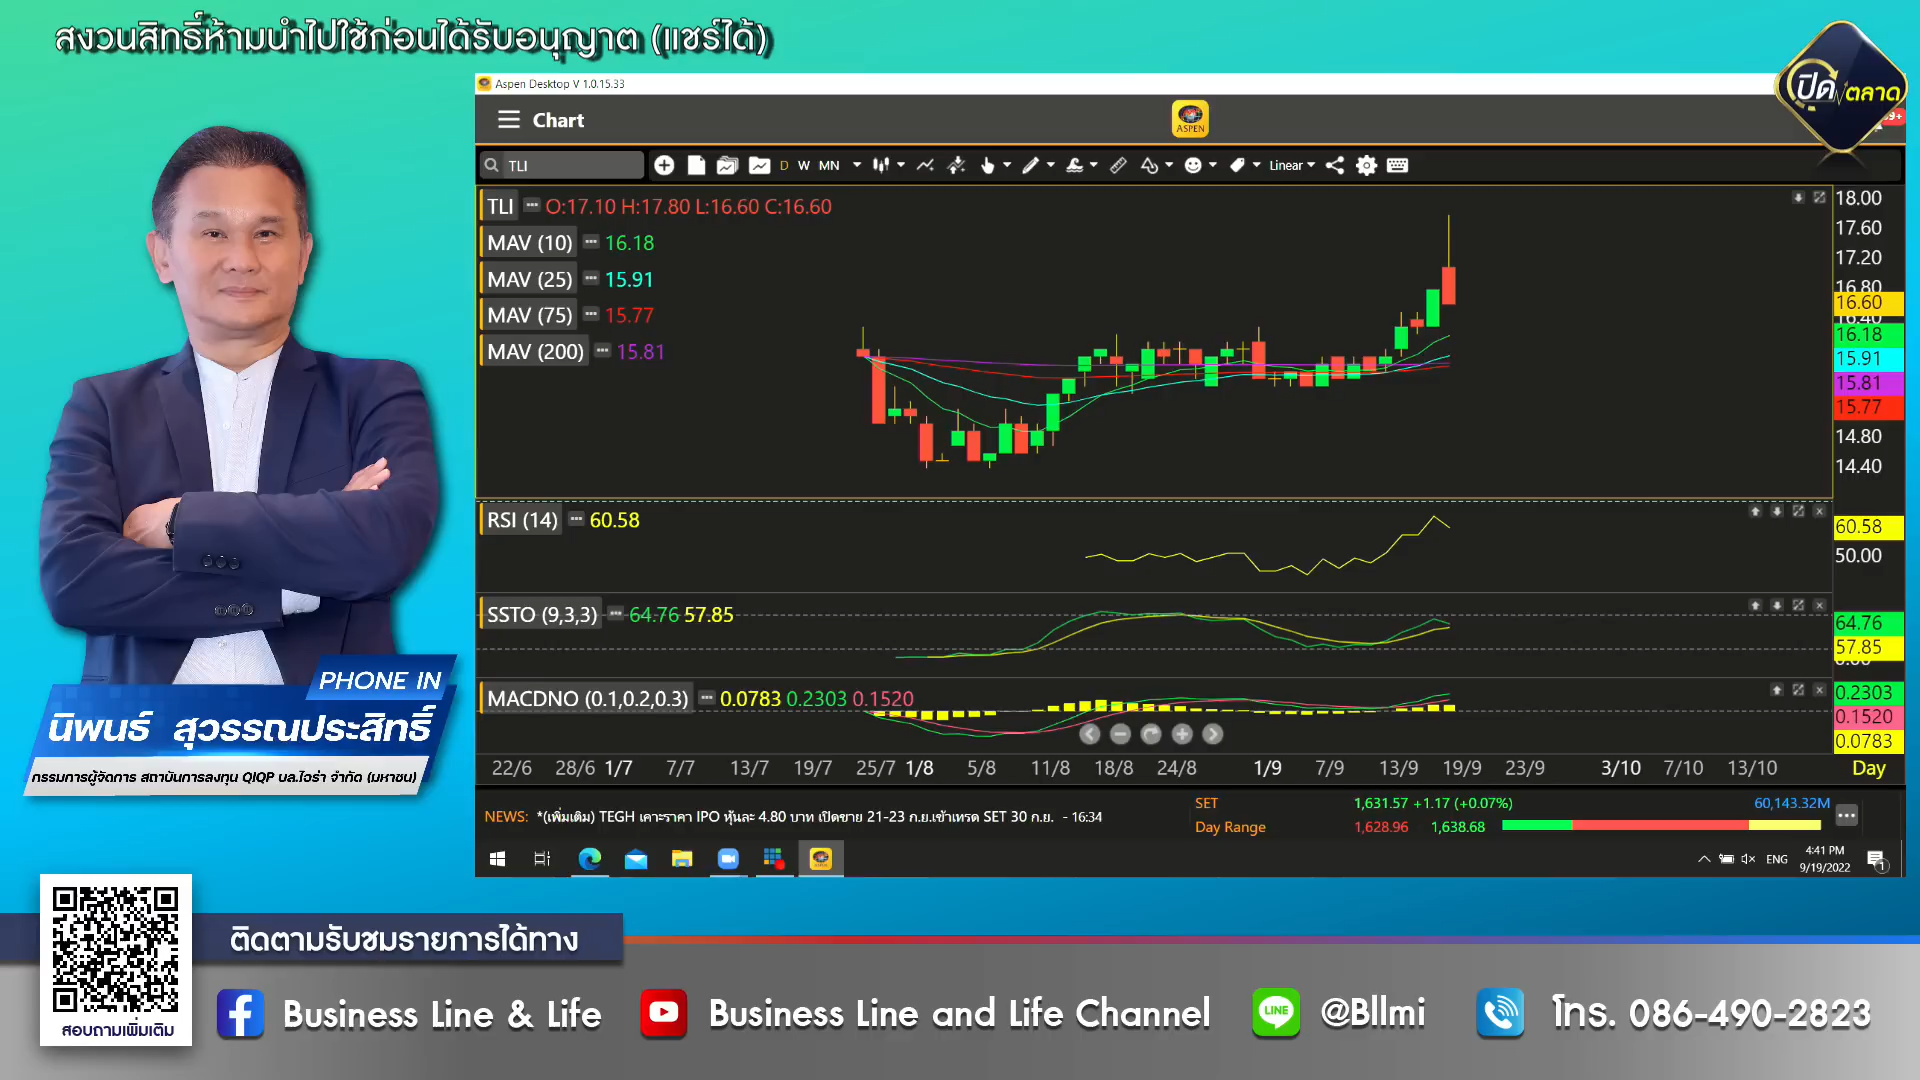 สงวนสิทธิ์ห้ามนำไปใช้ก่อนได้รับอนุญาต (แชร์ได้)
ปิดตลาด
Aspen Desktop V 1.0.15.33
Chart
ASPEN
9+
TLI
D W MN
Linear
TLI O:17.10 H:17.80 L:16.60 C:16.60
MAV (10) 16.18
MAV (25) 15.91
MAV (75) 15.77
MAV (200) 15.81
18.00
17.60
17.20
16.80
16.60
16.40
16.18
15.91
15.81
15.77
14.80
14.40
RSI (14) 60.58
60.58
50.00
SSTO (9,3,3) 64.76 57.85
64.76
57.85
MACDNO (0.1,0.2,0.3) 0.0783 0.2303 0.1520
0.2303
0.1520
0.0783
22/6 28/6 1/7 7/7 13/7 19/7 25/7 1/8 5/8 11/8 18/8 24/8 1/9 7/9 13/9 19/9 23/9 3/10 7/10 13/10 Day
NEWS: *(เพิ่มเติม) TEGH เคาะราคา IPO หุ้นละ 4.80 บาท เปิดขาย 21-23 ก.ย.เข้าเทรด SET 30 ก.ย. - 16:34
SET 1,631.57 +1.17 (+0.07%) 60,143.32M
Day Range 1,628.96 1,638.68
ENG
4:41 PM
9/19/2022
1
PHONE IN
นิพนธ์ สุวรรณประสิทธิ์
กรรมการผู้จัดการ สถาบันการลงทุน QIQP บล.ไอร่า จำกัด (มหาชน)
สอบถามเพิ่มเติม
ติดตามรับชมรายการได้ทาง
Business Line & Life
Business Line and Life Channel
LINE
@Bllmi
โทร. 086-490-2823